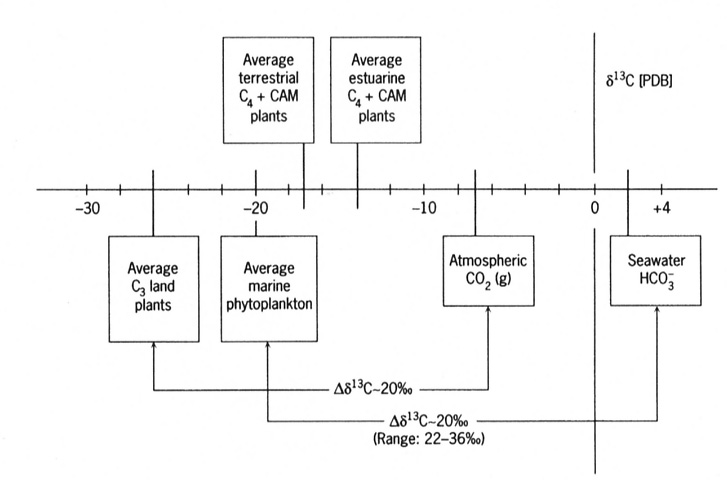 Average
terrestrial
C₄ + CAM
plants
Average
estuarine
C₄ + CAM
plants
δ¹³C [PDB]
−30
−20
−10
0
+4
Average
C₃ land
plants
Average
marine
phytoplankton
Atmospheric
CO₂ (g)
Seawater
HCO₃⁻
Δδ¹³C~20‰
Δδ¹³C~20‰
(Range: 22–36‰)